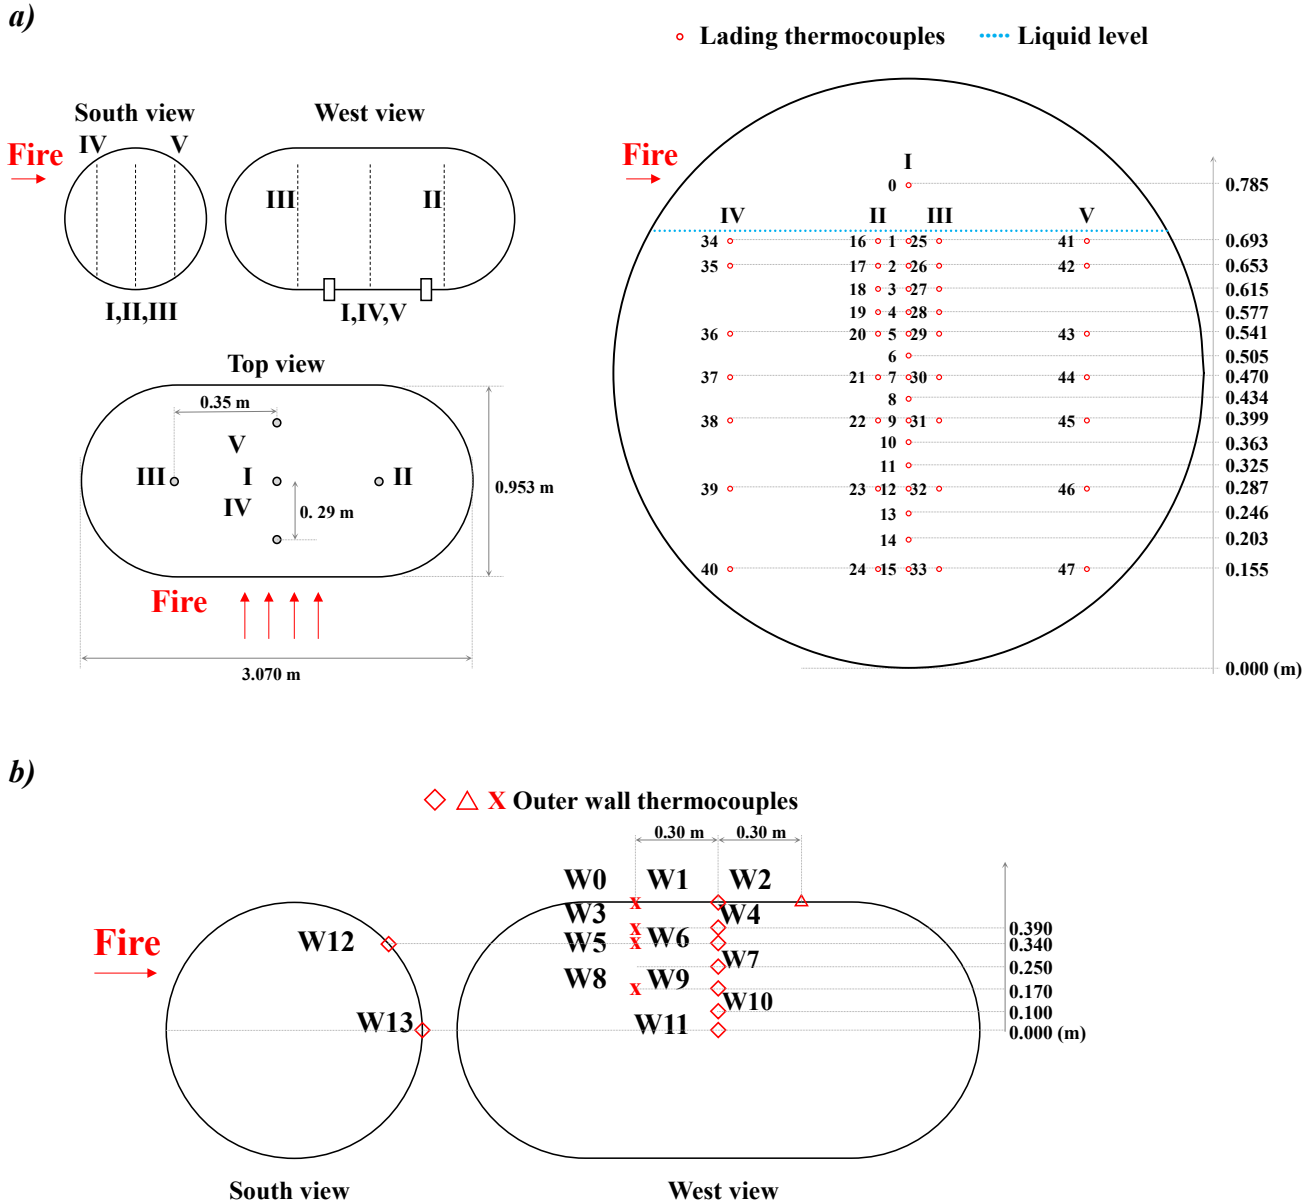 a)
Lading thermocouples Liquid level
South view West view
IV V
Fire
III II
I,II,III I,IV,V
Top view
0.35 m
V
III I II
IV
0. 29 m
0.953 m
Fire
3.070 m
Fire
I
0 0.785
IV II III V
34 16 1 25 41 0.693
35 17 2 26 42 0.653
18 3 27 0.615
19 4 28 0.577
36 20 5 29 43 0.541
6 0.505
37 21 7 30 44 0.470
8 0.434
38 22 9 31 45 0.399
10 0.363
11 0.325
39 23 12 32 46 0.287
13 0.246
14 0.203
40 24 15 33 47 0.155
0.000 (m)
b)
X Outer wall thermocouples
0.30 m 0.30 m
W0 W1 W2
x
W3 W4
x 0.390
Fire W12 W5 x W6 0.340
W7 0.250
W8 x W9 0.170
W10 0.100
W13 W11 0.000 (m)
South view West view